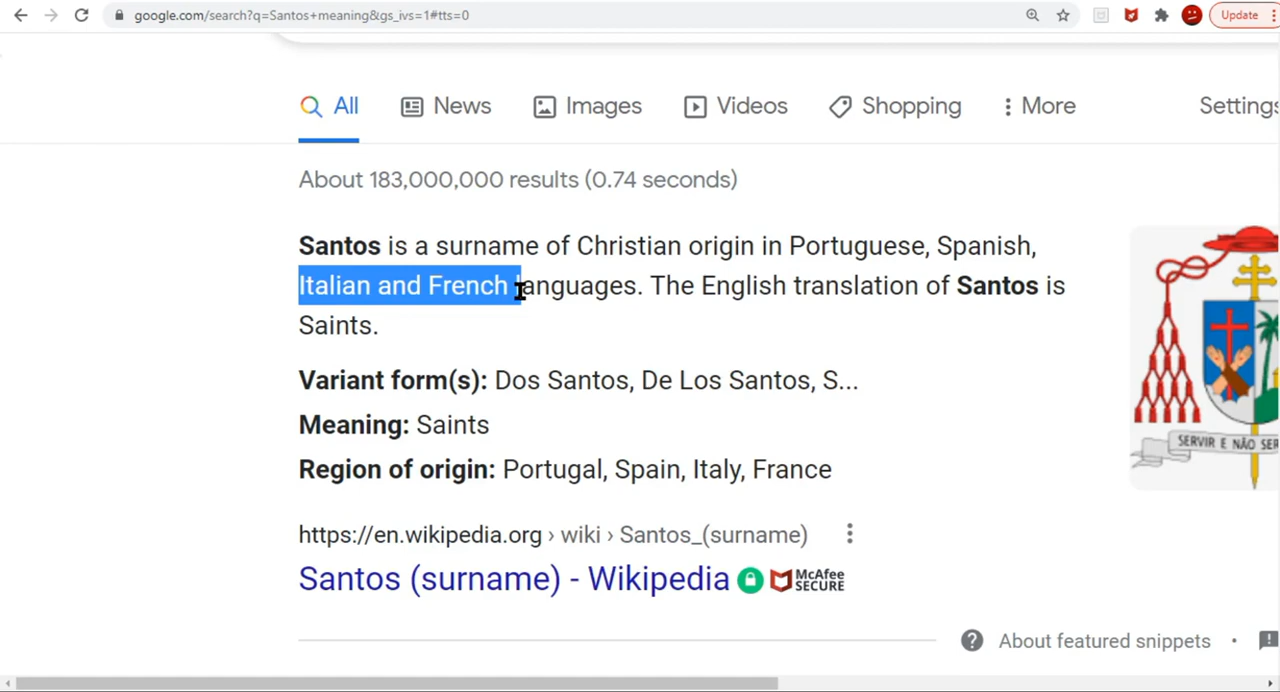 google.com/search?q=Santos+meaning&gs_ivs=1#tts=0
Update
All News Images Videos Shopping More Settings
About 183,000,000 results (0.74 seconds)
Santos is a surname of Christian origin in Portuguese, Spanish,
Italian and French languages. The English translation of Santos is
Saints.
Variant form(s): Dos Santos, De Los Santos, S...
Meaning: Saints
SERVIR E NÃO SER
Region of origin: Portugal, Spain, Italy, France
https://en.wikipedia.org › wiki › Santos_(surname)
Santos (surname) - Wikipedia McAfee SECURE
About featured snippets